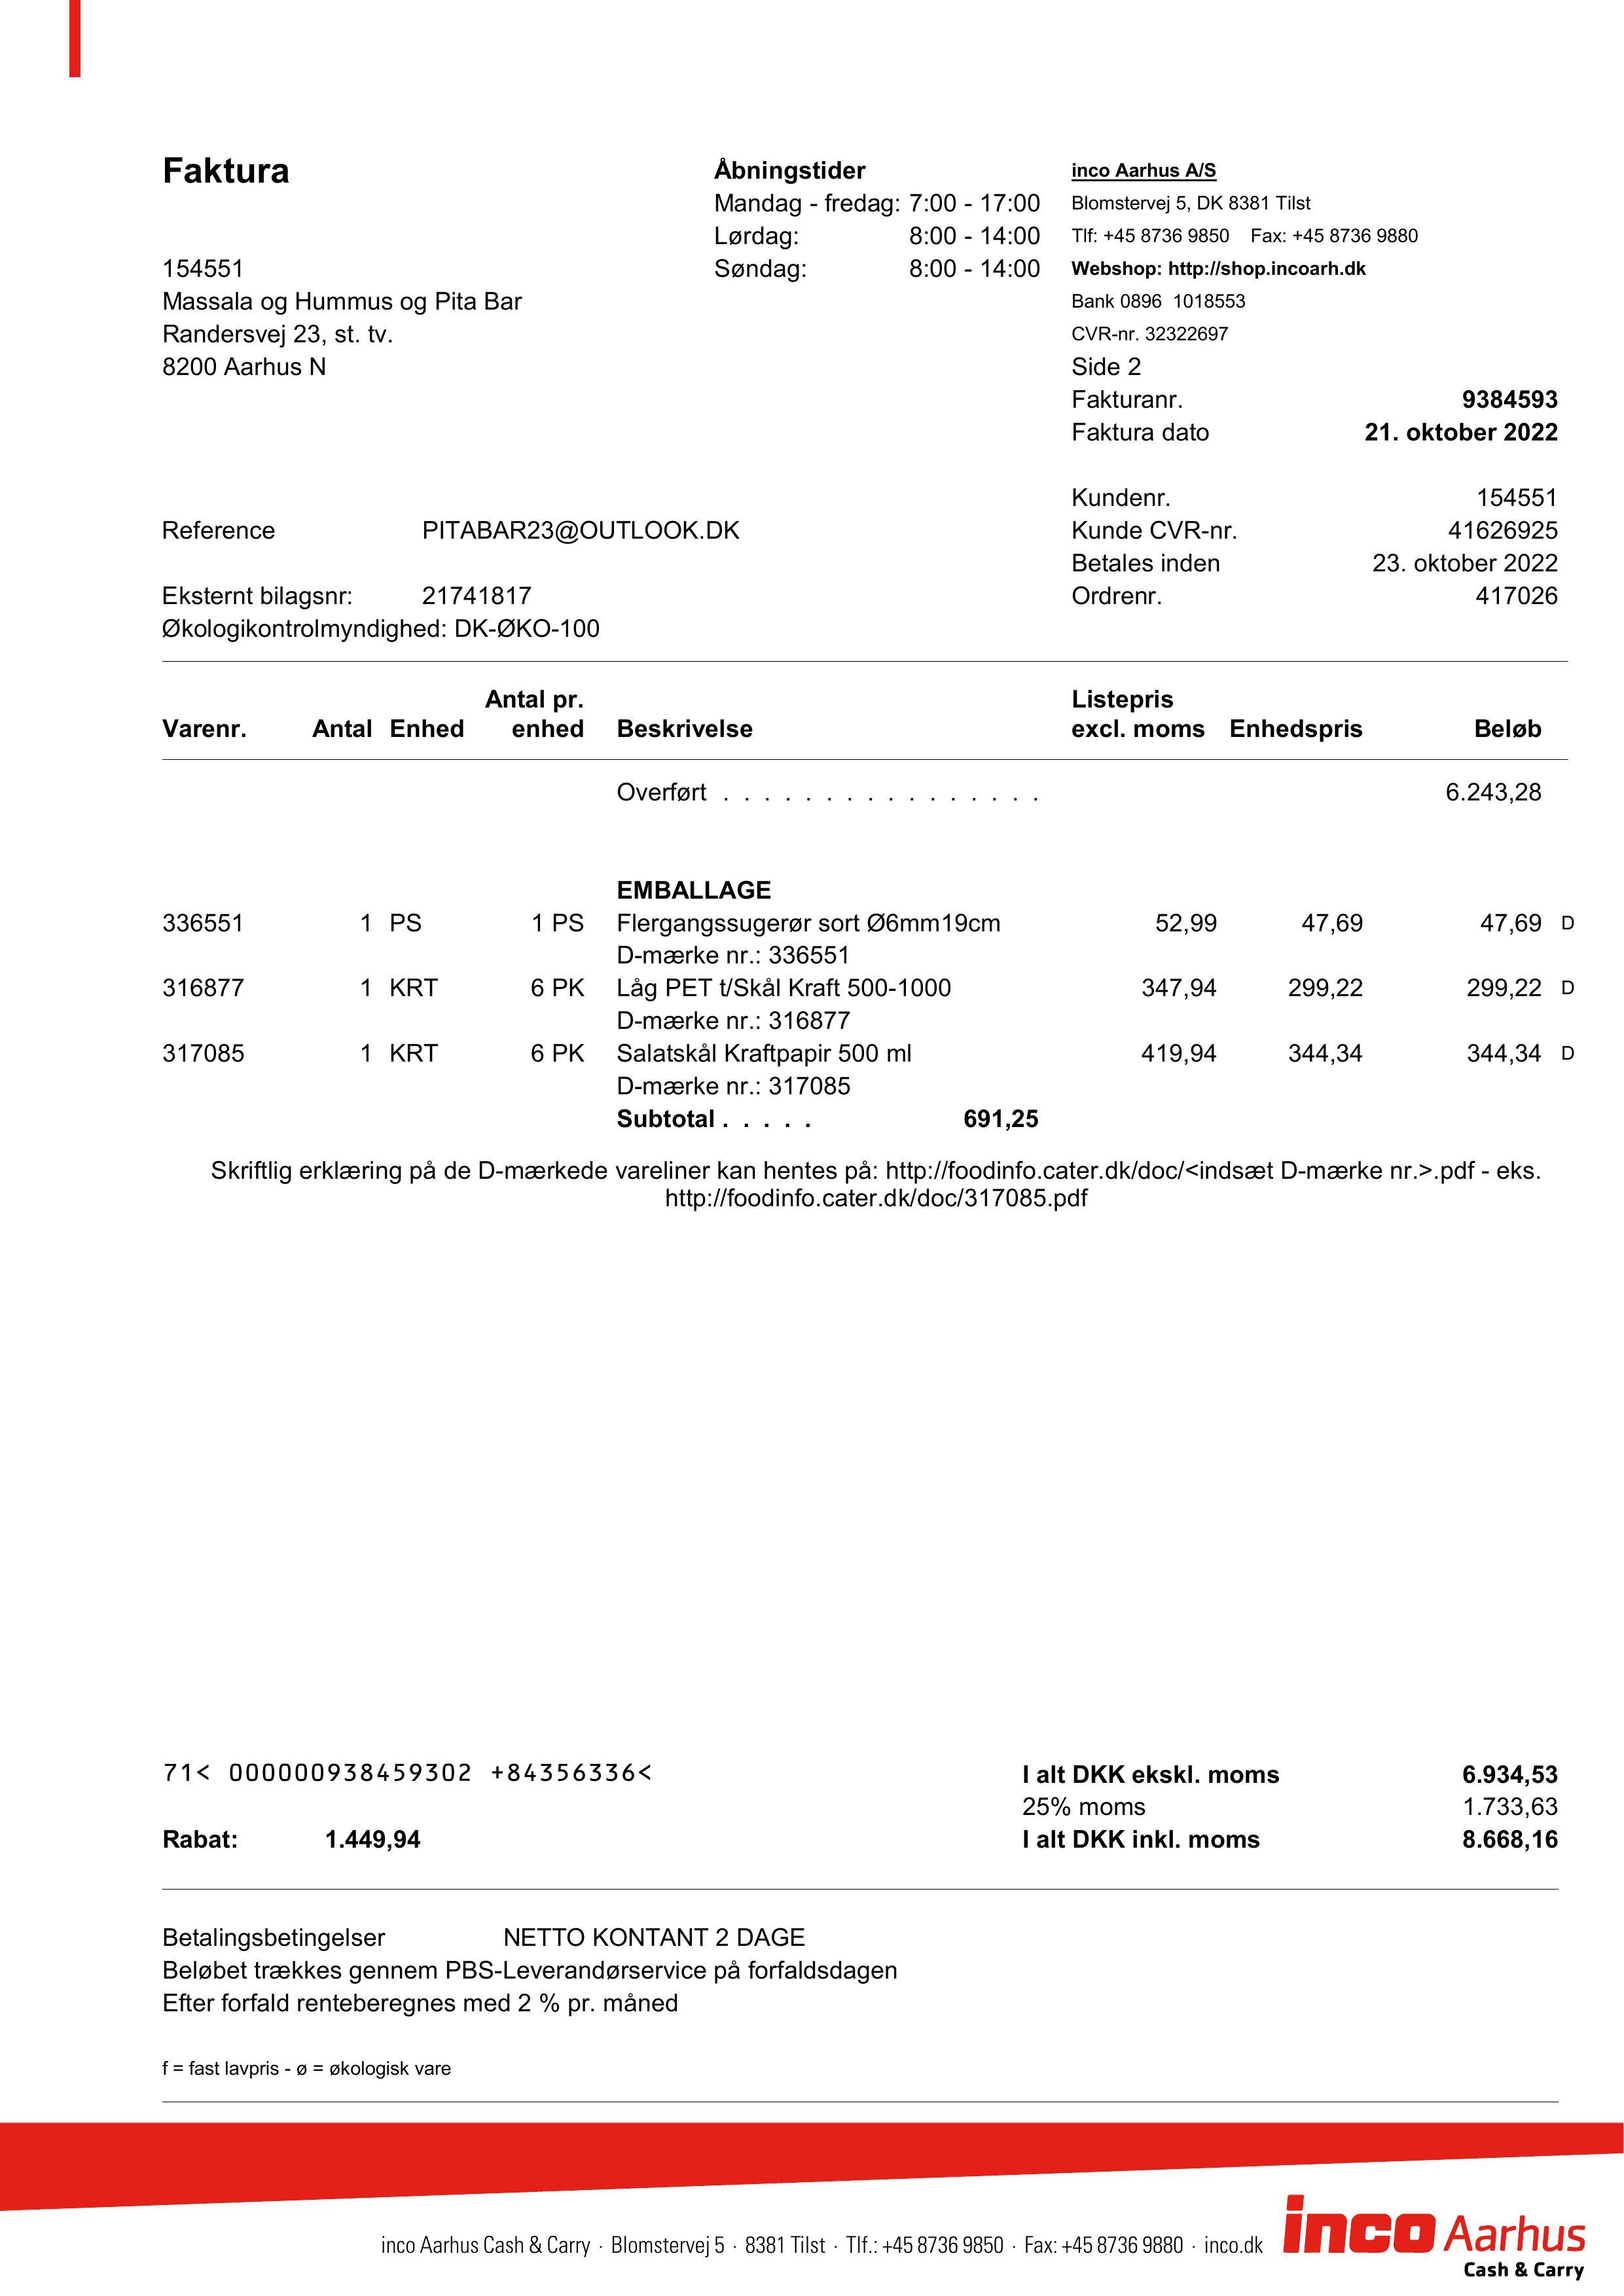 Faktura
154551
Massala og Hummus og Pita Bar
Randersvej 23, st. tv.
8200 Aarhus N
Åbningstider
Mandag - fredag: 7:00 - 17:00
Lørdag: 8:00 - 14:00
Søndag: 8:00 - 14:00
inco Aarhus A/S
Blomstervej 5, DK 8381 Tilst
Tlf: +45 8736 9850 Fax: +45 8736 9880
Webshop: http://shop.incoarh.dk
Bank 0896 1018553
CVR-nr. 32322697
Side 2
Fakturanr. 9384593
Faktura dato 21. oktober 2022
Kundenr. 154551
Reference PITABAR23@OUTLOOK.DK Kunde CVR-nr. 41626925
Betales inden 23. oktober 2022
Eksternt bilagsnr: 21741817 Ordrenr. 417026
Økologikontrolmyndighed: DK-ØKO-100
Antal pr. Listepris
Varenr. Antal Enhed enhed Beskrivelse excl. moms Enhedspris Beløb
Overført . . . . . . . . . . . . . . . . 6.243,28
EMBALLAGE
336551 1 PS 1 PS Flergangssugerør sort Ø6mm19cm 52,99 47,69 47,69 D
D-mærke nr.: 336551
316877 1 KRT 6 PK Låg PET t/Skål Kraft 500-1000 347,94 299,22 299,22 D
D-mærke nr.: 316877
317085 1 KRT 6 PK Salatskål Kraftpapir 500 ml 419,94 344,34 344,34 D
D-mærke nr.: 317085
Subtotal . . . . . 691,25
Skriftlig erklæring på de D-mærkede vareliner kan hentes på: http://foodinfo.cater.dk/doc/<indsæt D-mærke nr.>.pdf - eks.
http://foodinfo.cater.dk/doc/317085.pdf
71< 000000938459302 +84356336< I alt DKK ekskl. moms 6.934,53
25% moms 1.733,63
Rabat: 1.449,94 I alt DKK inkl. moms 8.668,16
Betalingsbetingelser NETTO KONTANT 2 DAGE
Beløbet trækkes gennem PBS-Leverandørservice på forfaldsdagen
Efter forfald renteberegnes med 2 % pr. måned
f = fast lavpris - ø = økologisk vare
inco Aarhus Cash & Carry · Blomstervej 5 · 8381 Tilst · Tlf.: +45 8736 9850 · Fax: +45 8736 9880 · inco.dk
inco Aarhus
Cash & Carry